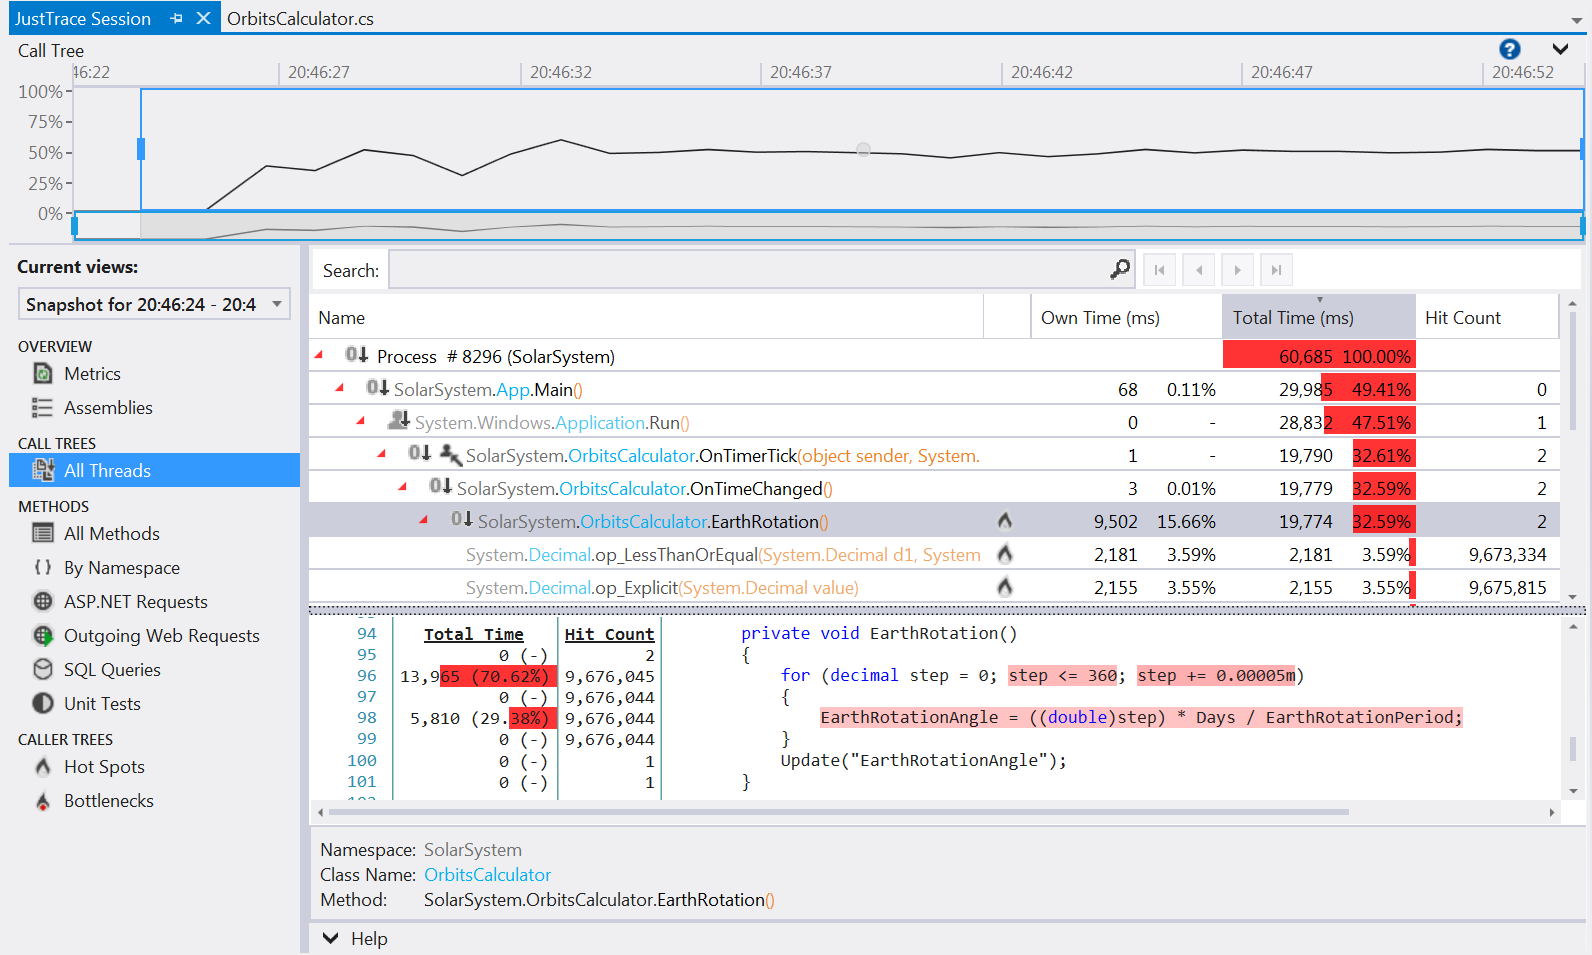 JustTrace Session OrbitsCalculator.cs
Call Tree
46:22 20:46:27 20:46:32 20:46:37 20:46:42 20:46:47 20:46:52
100%
75%
50%
25%
0%
Current views:
Snapshot for 20:46:24 - 20:4
OVERVIEW
Metrics
Assemblies
CALL TREES
All Threads
METHODS
All Methods
By Namespace
ASP.NET Requests
Outgoing Web Requests
SQL Queries
Unit Tests
CALLER TREES
Hot Spots
Bottlenecks
Search:
Name Own Time (ms) Total Time (ms) Hit Count
Process # 8296 (SolarSystem) 60,685 100.00%
SolarSystem.App.Main() 68 0.11% 29,985 49.41% 0
System.Windows.Application.Run() 0 - 28,832 47.51% 1
SolarSystem.OrbitsCalculator.OnTimerTick(object sender, System. 1 - 19,790 32.61% 2
SolarSystem.OrbitsCalculator.OnTimeChanged() 3 0.01% 19,779 32.59% 2
SolarSystem.OrbitsCalculator.EarthRotation() 9,502 15.66% 19,774 32.59% 2
System.Decimal.op_LessThanOrEqual(System.Decimal d1, System 2,181 3.59% 2,181 3.59% 9,673,334
System.Decimal.op_Explicit(System.Decimal value) 2,155 3.55% 2,155 3.55% 9,675,815
94 Total Time Hit Count private void EarthRotation()
95 0 (-) 2 {
96 13,965 (70.62%) 9,676,045 for (decimal step = 0; step <= 360; step += 0.00005m)
97 0 (-) 9,676,044 {
98 5,810 (29.38%) 9,676,044 EarthRotationAngle = ((double)step) * Days / EarthRotationPeriod;
99 0 (-) 9,676,044 }
100 0 (-) 1 Update("EarthRotationAngle");
101 0 (-) 1 }
Namespace: SolarSystem
Class Name: OrbitsCalculator
Method: SolarSystem.OrbitsCalculator.EarthRotation()
Help